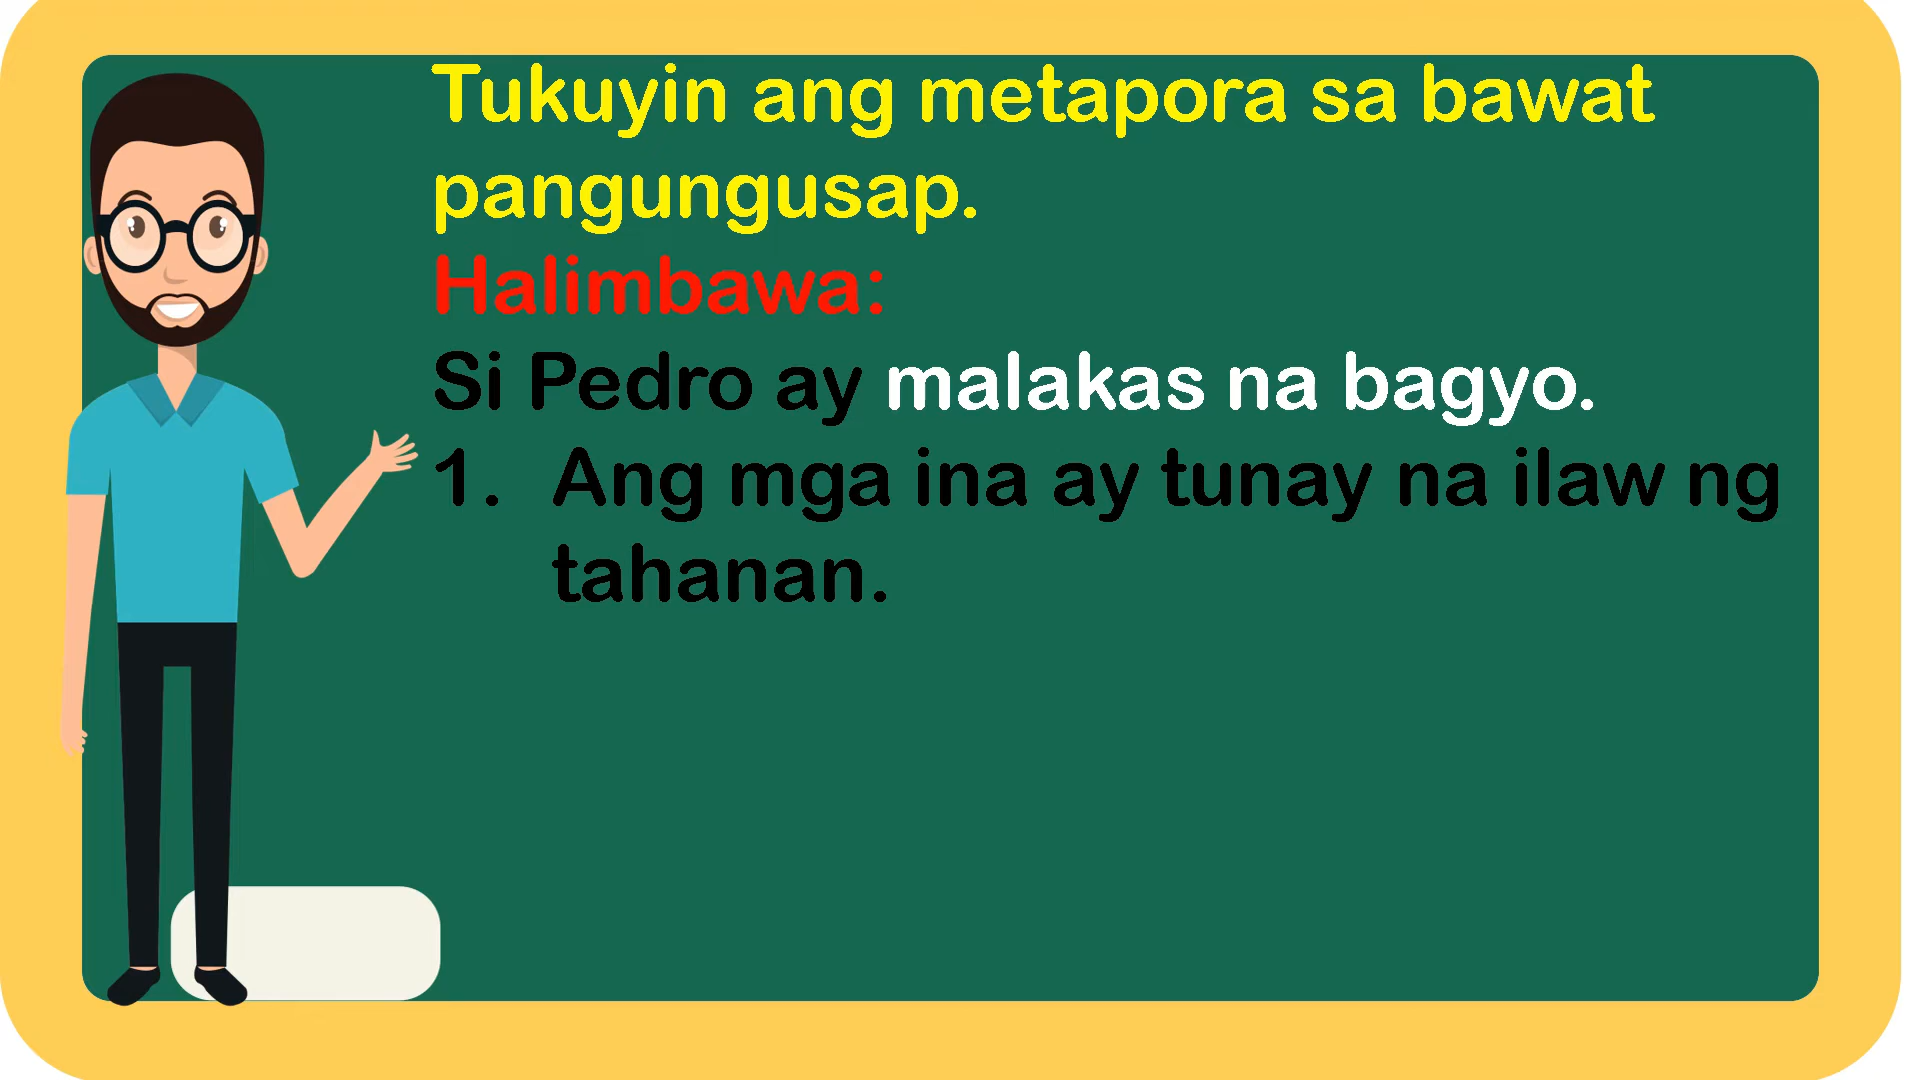 Tukuyin ang metapora sa bawat
pangungusap.
Halimbawa:
Si Pedro ay malakas na bagyo.
1. Ang mga ina ay tunay na ilaw ng
tahanan.